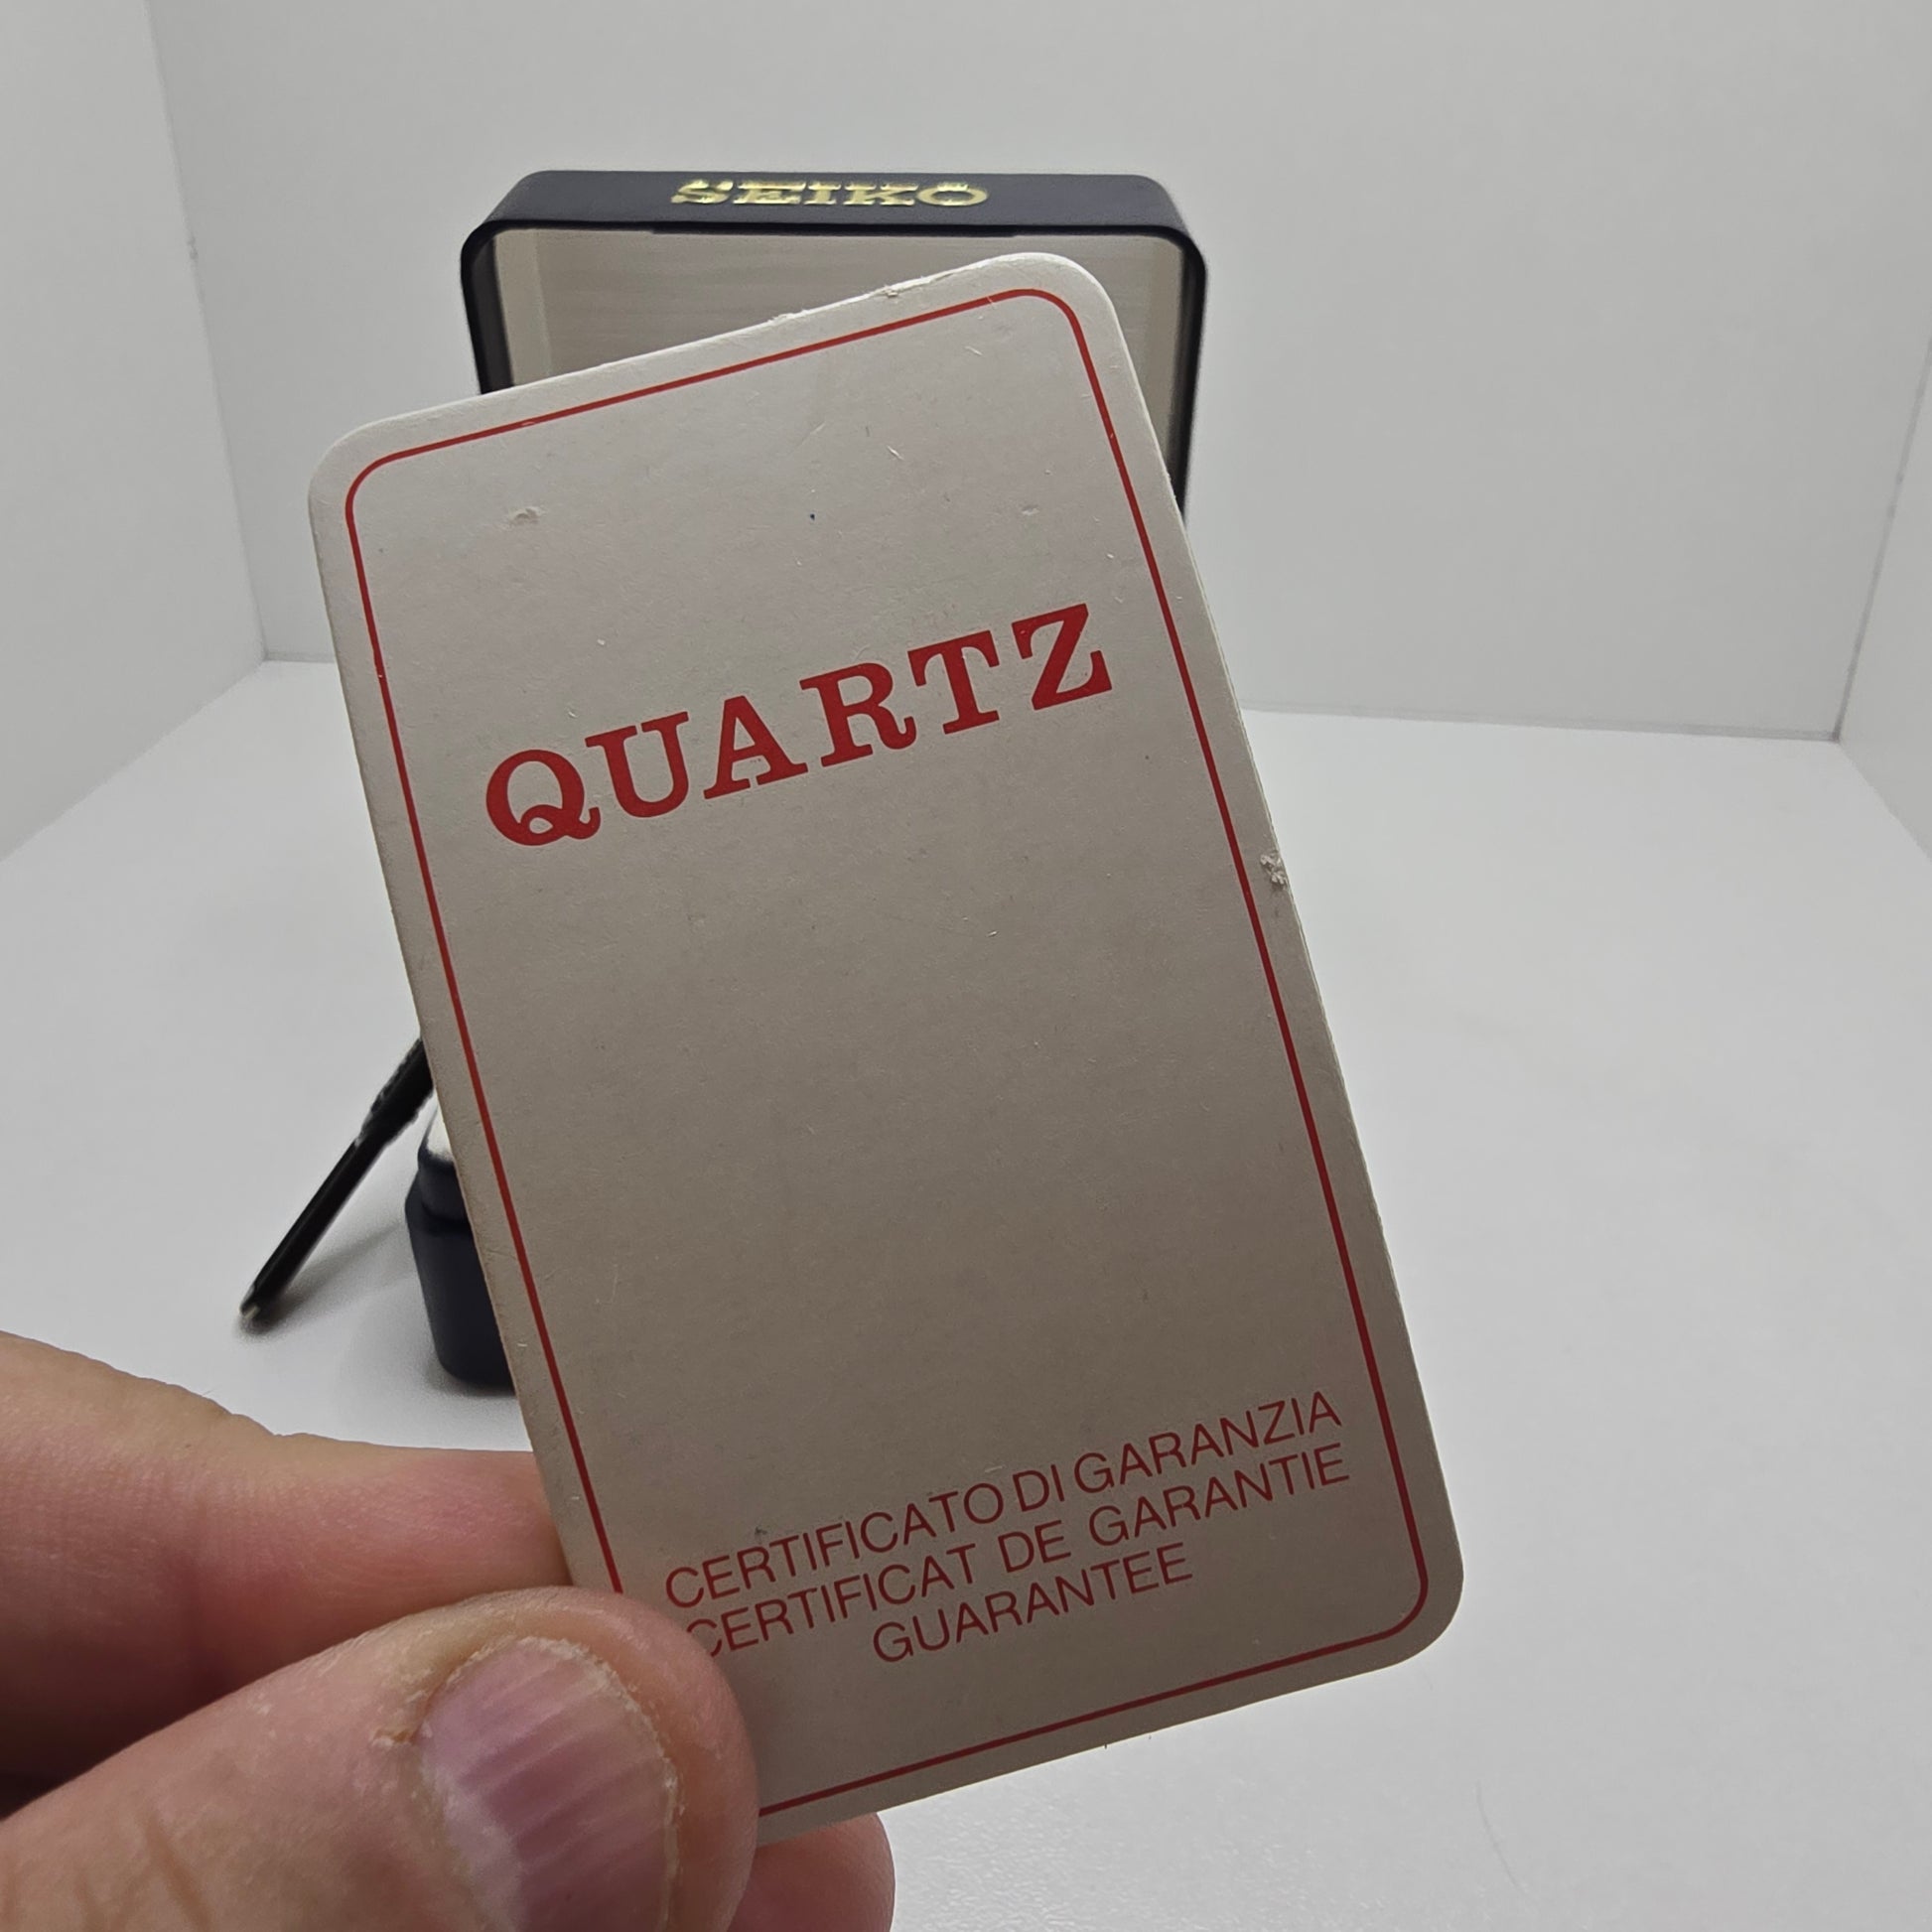 SEIKO
QUARTZ
CERTIFICATO DI GARANZIA
CERTIFICAT DE GARANTIE
GUARANTEE